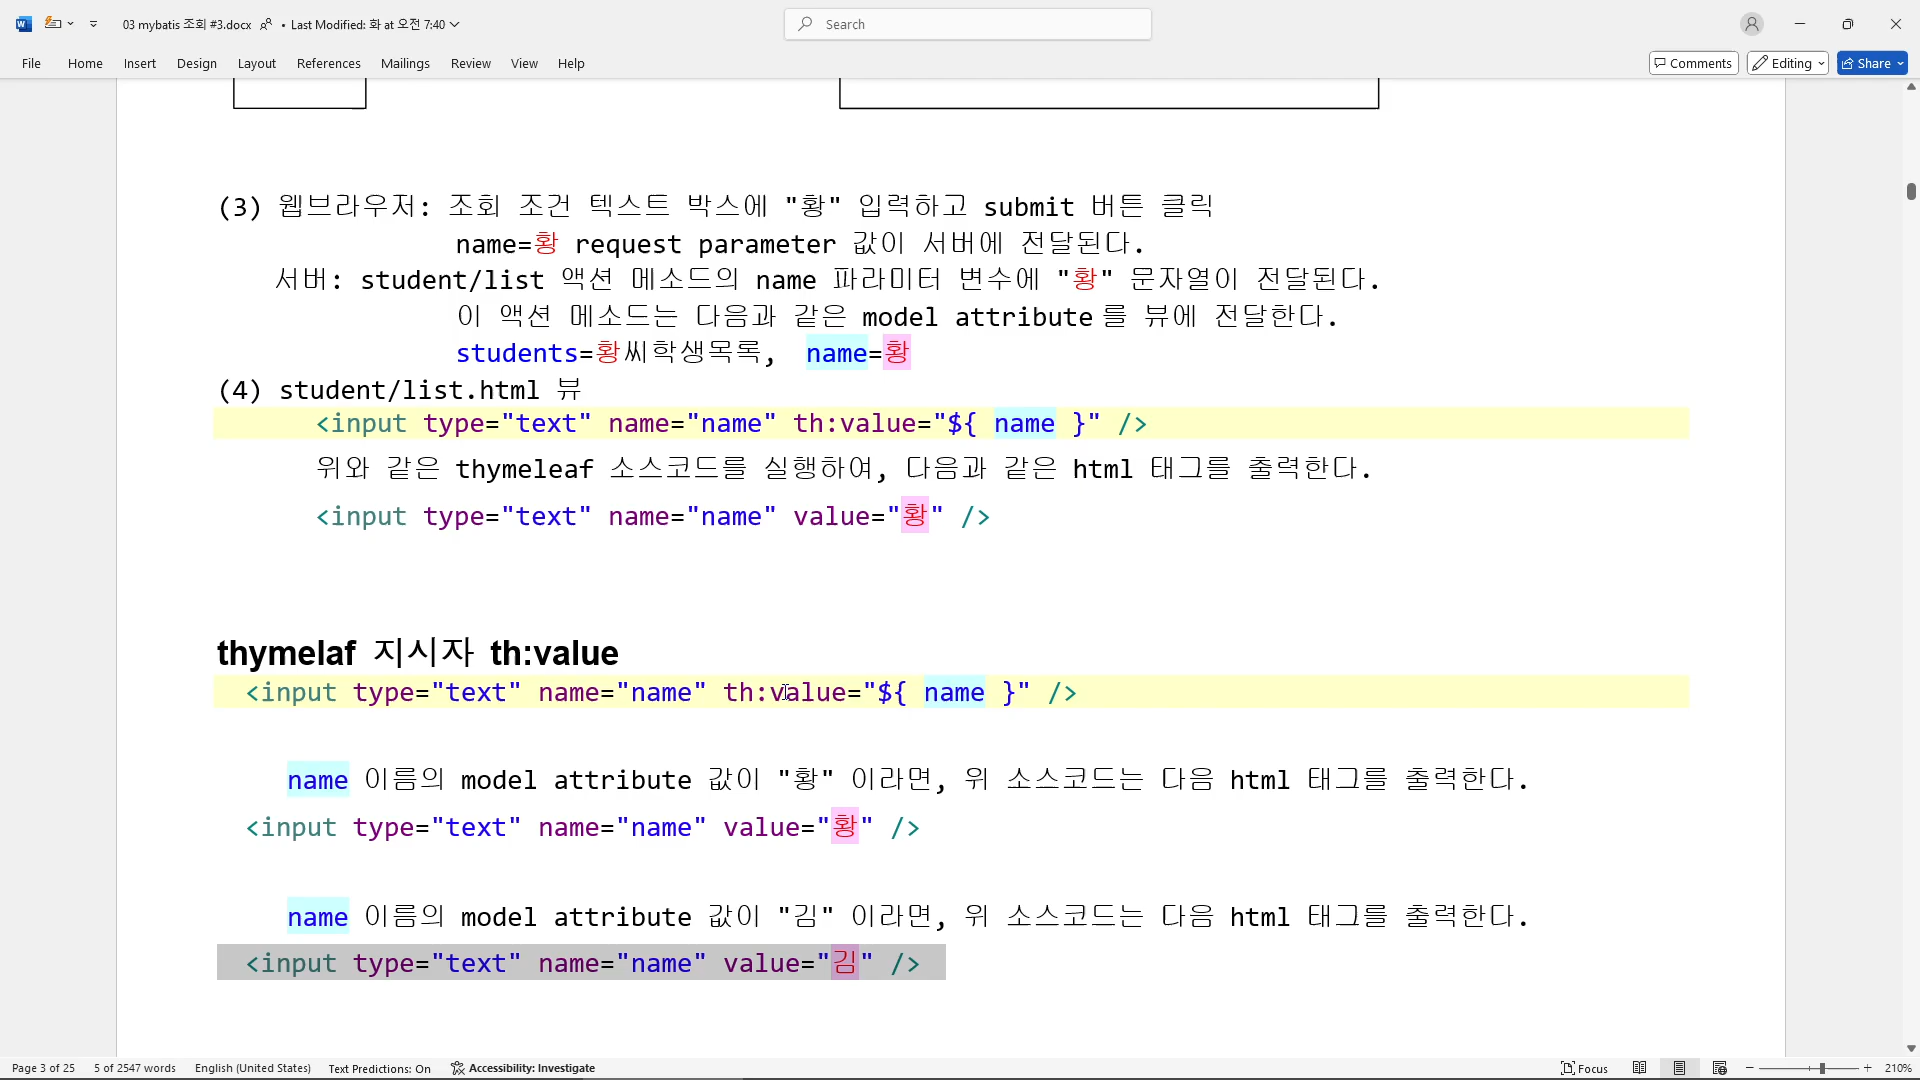 03 mybatis 조회 #3.docx • Last Modified: 화 at 오전 7:40
Search
File Home Insert Design Layout References Mailings Review View Help
Comments Editing Share
(3) 웹브라우저: 조회 조건 텍스트 박스에 "황" 입력하고 submit 버튼 클릭
name=황 request parameter 값이 서버에 전달된다.
서버: student/list 액션 메소드의 name 파라미터 변수에 "황" 문자열이 전달된다.
이 액션 메소드는 다음과 같은 model attribute를 뷰에 전달한다.
students=황씨학생목록, name=황
(4) student/list.html 뷰
<input type="text" name="name" th:value="${ name }" />
위와 같은 thymeleaf 소스코드를 실행하여, 다음과 같은 html 태그를 출력한다.
<input type="text" name="name" value="황" />
thymelaf 지시자 th:value
<input type="text" name="name" th:value="${ name }" />
name 이름의 model attribute 값이 "황" 이라면, 위 소스코드는 다음 html 태그를 출력한다.
<input type="text" name="name" value="황" />
name 이름의 model attribute 값이 "김" 이라면, 위 소스코드는 다음 html 태그를 출력한다.
<input type="text" name="name" value="김" />
Page 3 of 25 5 of 2547 words English (United States) Text Predictions: On Accessibility: Investigate Focus 210%